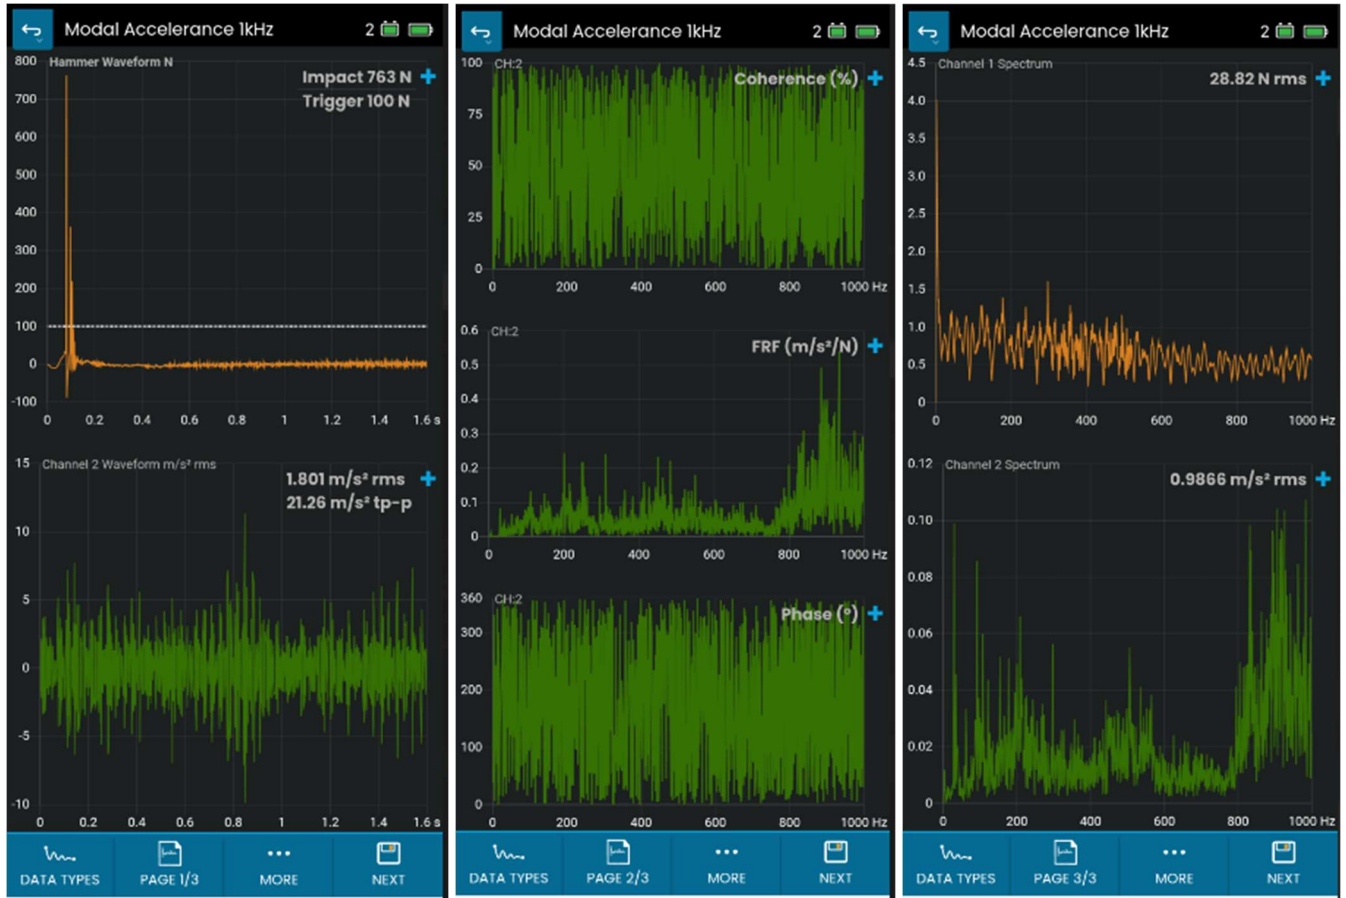 Modal Accelerance 1kHz 2
Hammer Waveform N
Impact 763 N +
Trigger 100 N
800
700
600
500
400
300
200
100
0
-100
0 0.2 0.4 0.6 0.8 1 1.2 1.4 1.6 s
Channel 2 Waveform m/s² rms
1.801 m/s² rms +
21.26 m/s² tp-p
15
10
5
0
-5
-10
0 0.2 0.4 0.6 0.8 1 1.2 1.4 1.6 s
DATA TYPES PAGE 1/3 MORE NEXT
Modal Accelerance 1kHz 2
CH:2
Coherence (%) +
100
75
50
25
0
0 200 400 600 800 1000 Hz
CH:2
FRF (m/s²/N) +
0.6
0.5
0.4
0.3
0.2
0.1
0
0 200 400 600 800 1000 Hz
CH:2
Phase (°) +
360
300
200
100
0
0 200 400 600 800 1000 Hz
DATA TYPES PAGE 2/3 MORE NEXT
Modal Accelerance 1kHz 2
Channel 1 Spectrum
28.82 N rms +
4.5
4.0
3.5
3.0
2.5
2.0
1.5
1.0
0.5
0
0 200 400 600 800 1000 Hz
Channel 2 Spectrum
0.9866 m/s² rms +
0.12
0.10
0.08
0.06
0.04
0.02
0
0 200 400 600 800 1000 Hz
DATA TYPES PAGE 3/3 MORE NEXT